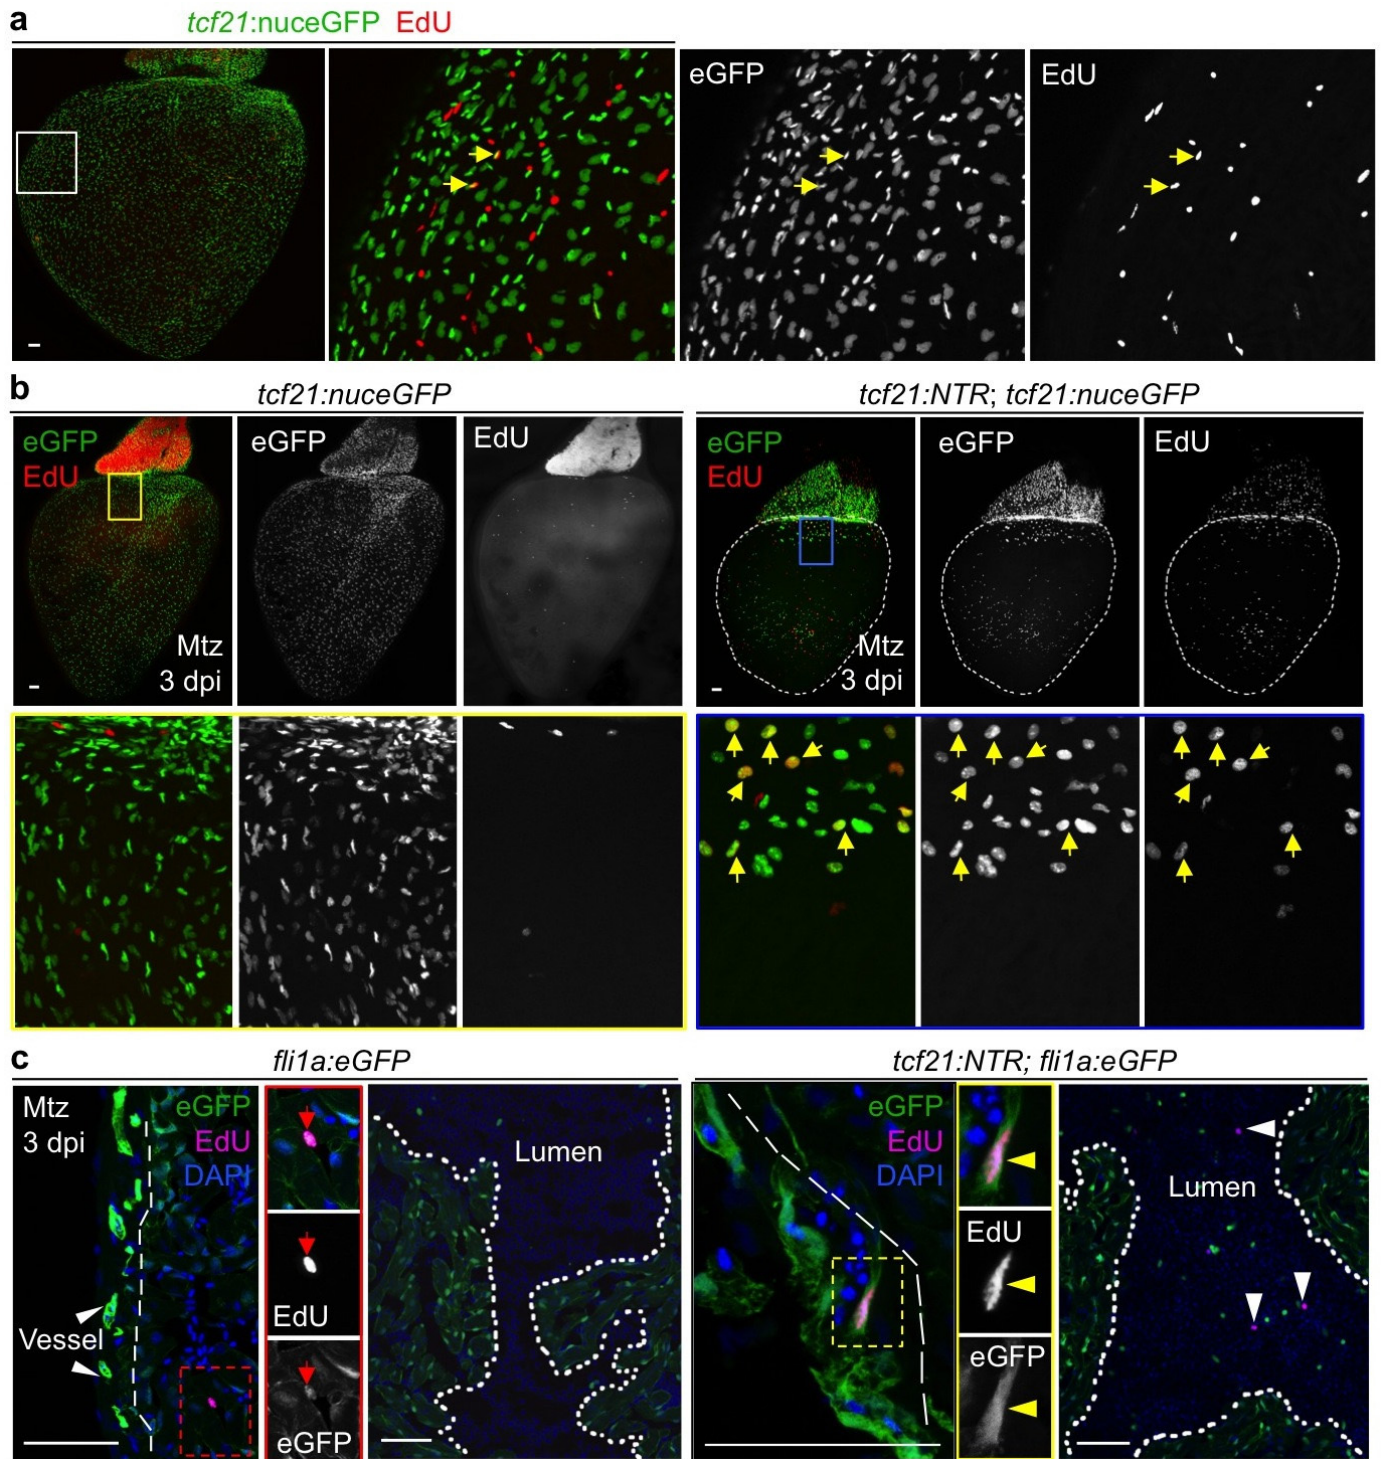 a
tcf21:nuceGFP EdU
eGFP
EdU
b
tcf21:nuceGFP
tcf21:NTR; tcf21:nuceGFP
eGFP
EdU
Mtz
3 dpi
eGFP
EdU
eGFP
EdU
Mtz
3 dpi
eGFP
EdU
c
fli1a:eGFP
tcf21:NTR; fli1a:eGFP
Mtz
3 dpi
eGFP
EdU
DAPI
Vessel
EdU
eGFP
Lumen
eGFP
EdU
DAPI
EdU
eGFP
Lumen